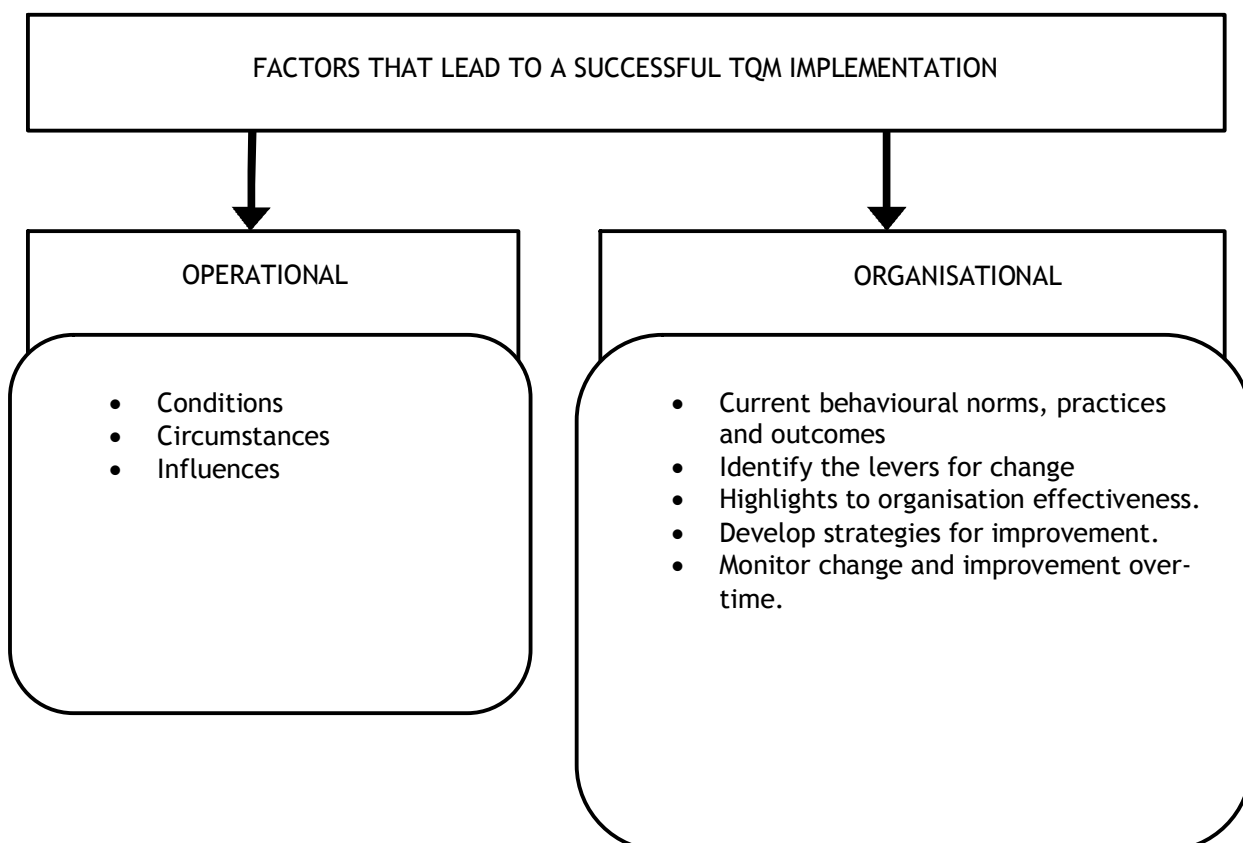 FACTORS THAT LEAD TO A SUCCESSFUL TQM IMPLEMENTATION
OPERATIONAL
• Conditions
• Circumstances
• Influences
ORGANISATIONAL
• Current behavioural norms, practices
and outcomes
• Identify the levers for change
• Highlights to organisation effectiveness.
• Develop strategies for improvement.
• Monitor change and improvement over-
time.